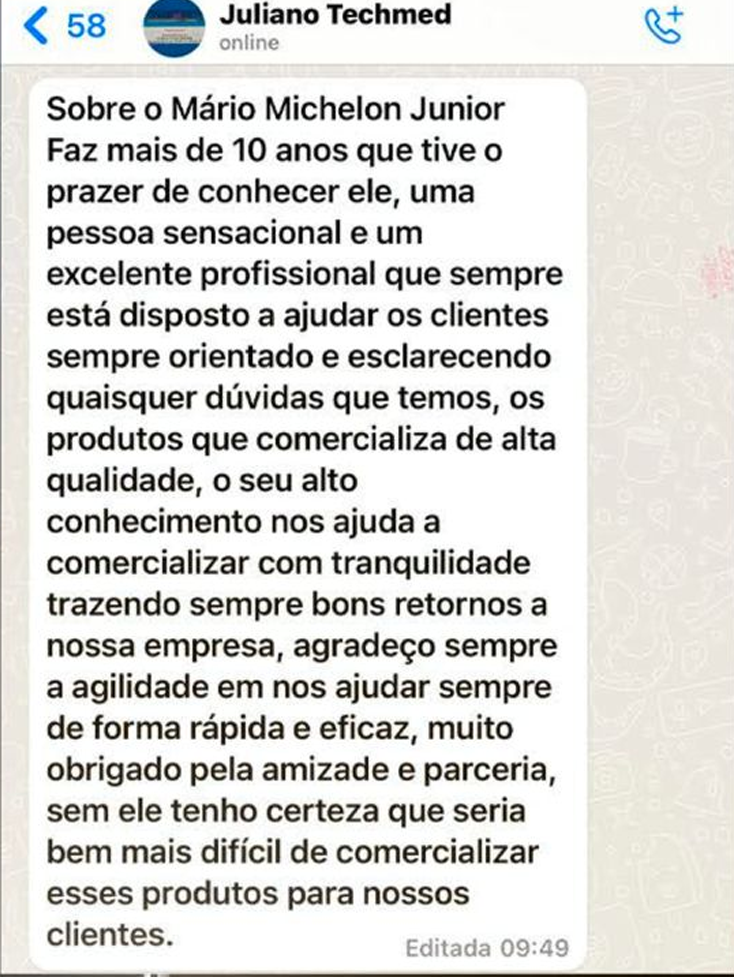 58
Juliano Techmed
online
Sobre o Mário Michelon Junior
Faz mais de 10 anos que tive o
prazer de conhecer ele, uma
pessoa sensacional e um
excelente profissional que sempre
está disposto a ajudar os clientes
sempre orientado e esclarecendo
quaisquer dúvidas que temos, os
produtos que comercializa de alta
qualidade, o seu alto
conhecimento nos ajuda a
comercializar com tranquilidade
trazendo sempre bons retornos a
nossa empresa, agradeço sempre
a agilidade em nos ajudar sempre
de forma rápida e eficaz, muito
obrigado pela amizade e parceria,
sem ele tenho certeza que seria
bem mais difícil de comercializar
esses produtos para nossos
clientes.
Editada 09:49